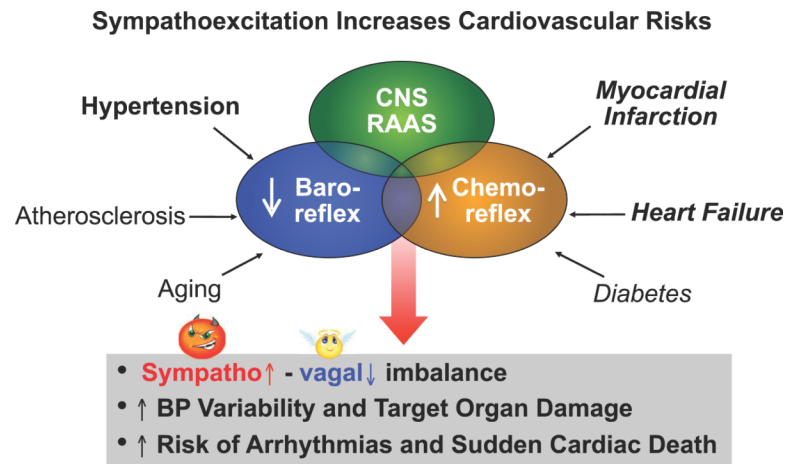 Sympathoexcitation Increases Cardiovascular Risks
CNS
RAAS
Hypertension
Myocardial
Infarction
↓ Baro-
reflex
↑ Chemo-
reflex
Atherosclerosis
Heart Failure
Aging
Diabetes
• Sympatho↑ - vagal↓ imbalance
• ↑ BP Variability and Target Organ Damage
• ↑ Risk of Arrhythmias and Sudden Cardiac Death